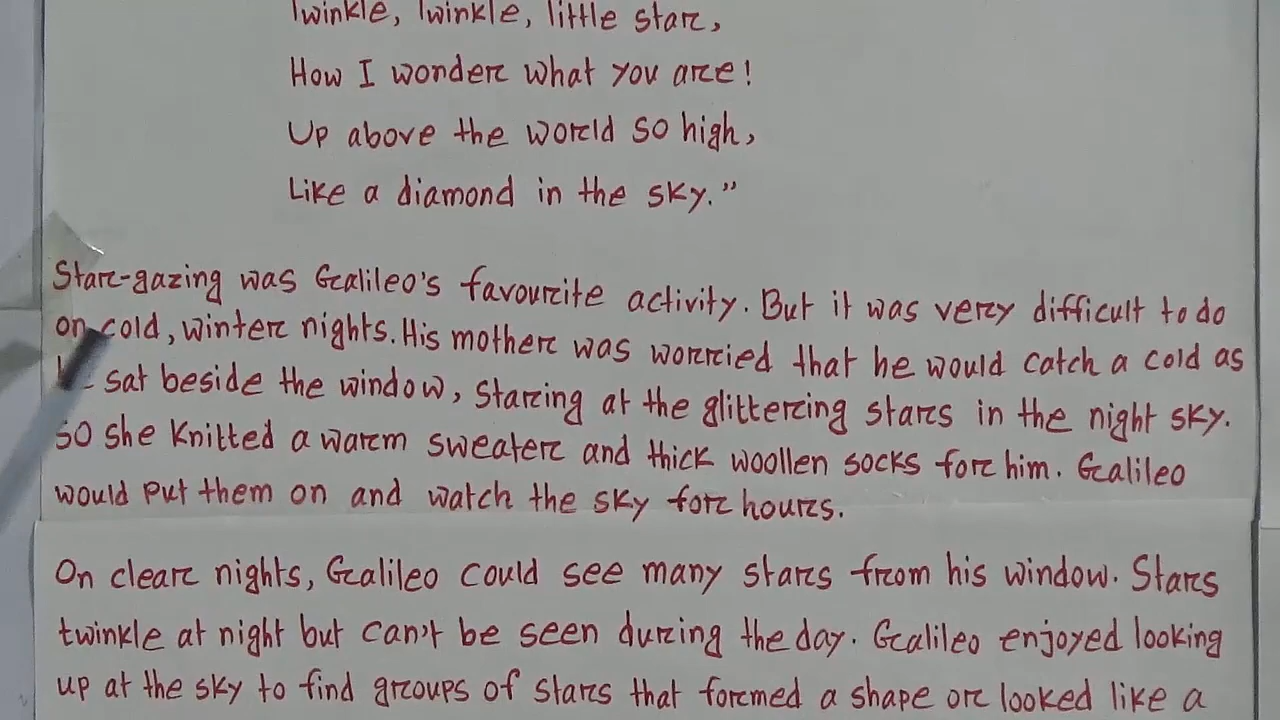 Twinkle, Twinkle, little star,
How I wonder what you are!
Up above the world so high,
Like a diamond in the sky."
Star-gazing was Galileo's favourite activity. But it was very difficult to do
on cold, winter nights. His mother was worried that he would catch a cold as
sat beside the window, staring at the glittering stars in the night sky.
So she knitted a warm sweater and thick woollen socks for him. Galileo
would put them on and watch the sky for hours.
On clear nights, Galileo could see many stars from his window. Stars
twinkle at night but can't be seen during the day. Galileo enjoyed looking
up at the sky to find groups of stars that formed a shape or looked like a